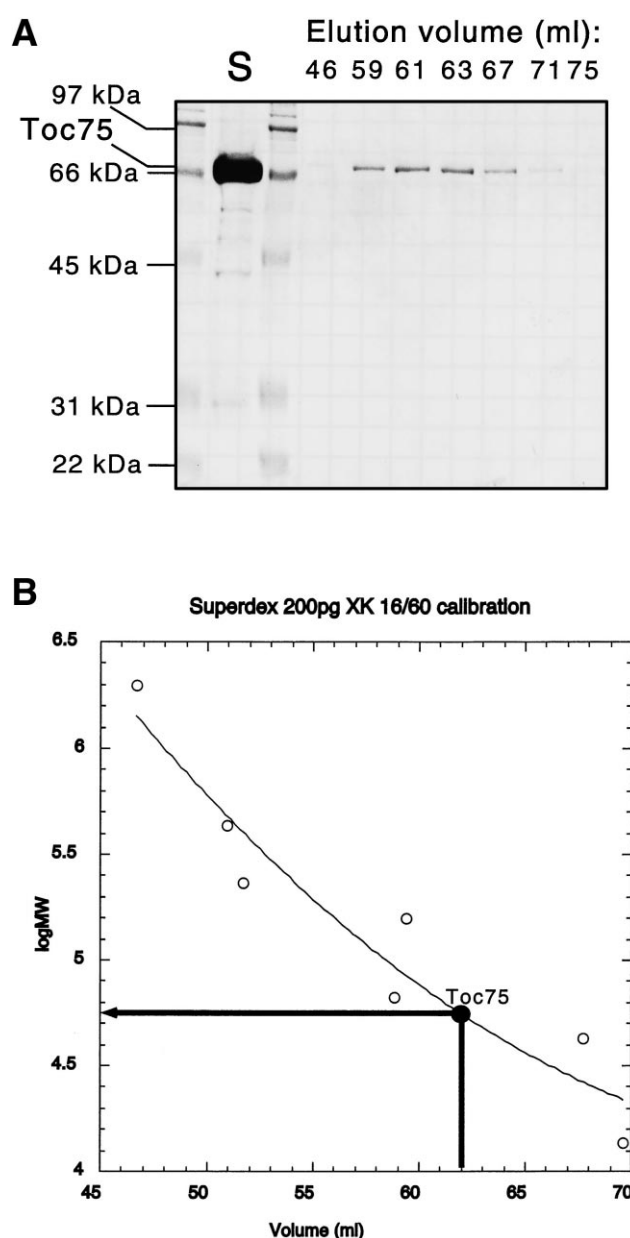 A
Elution volume (ml):
S
46 59 61 63 67 71 75
97 kDa
Toc75
66 kDa
45 kDa
31 kDa
22 kDa
B
Superdex 200pg XK 16/60 calibration
6.5
6
5.5
5
4.5
4
logMW
Toc75
45 50 55 60 65 70
Volume (ml)